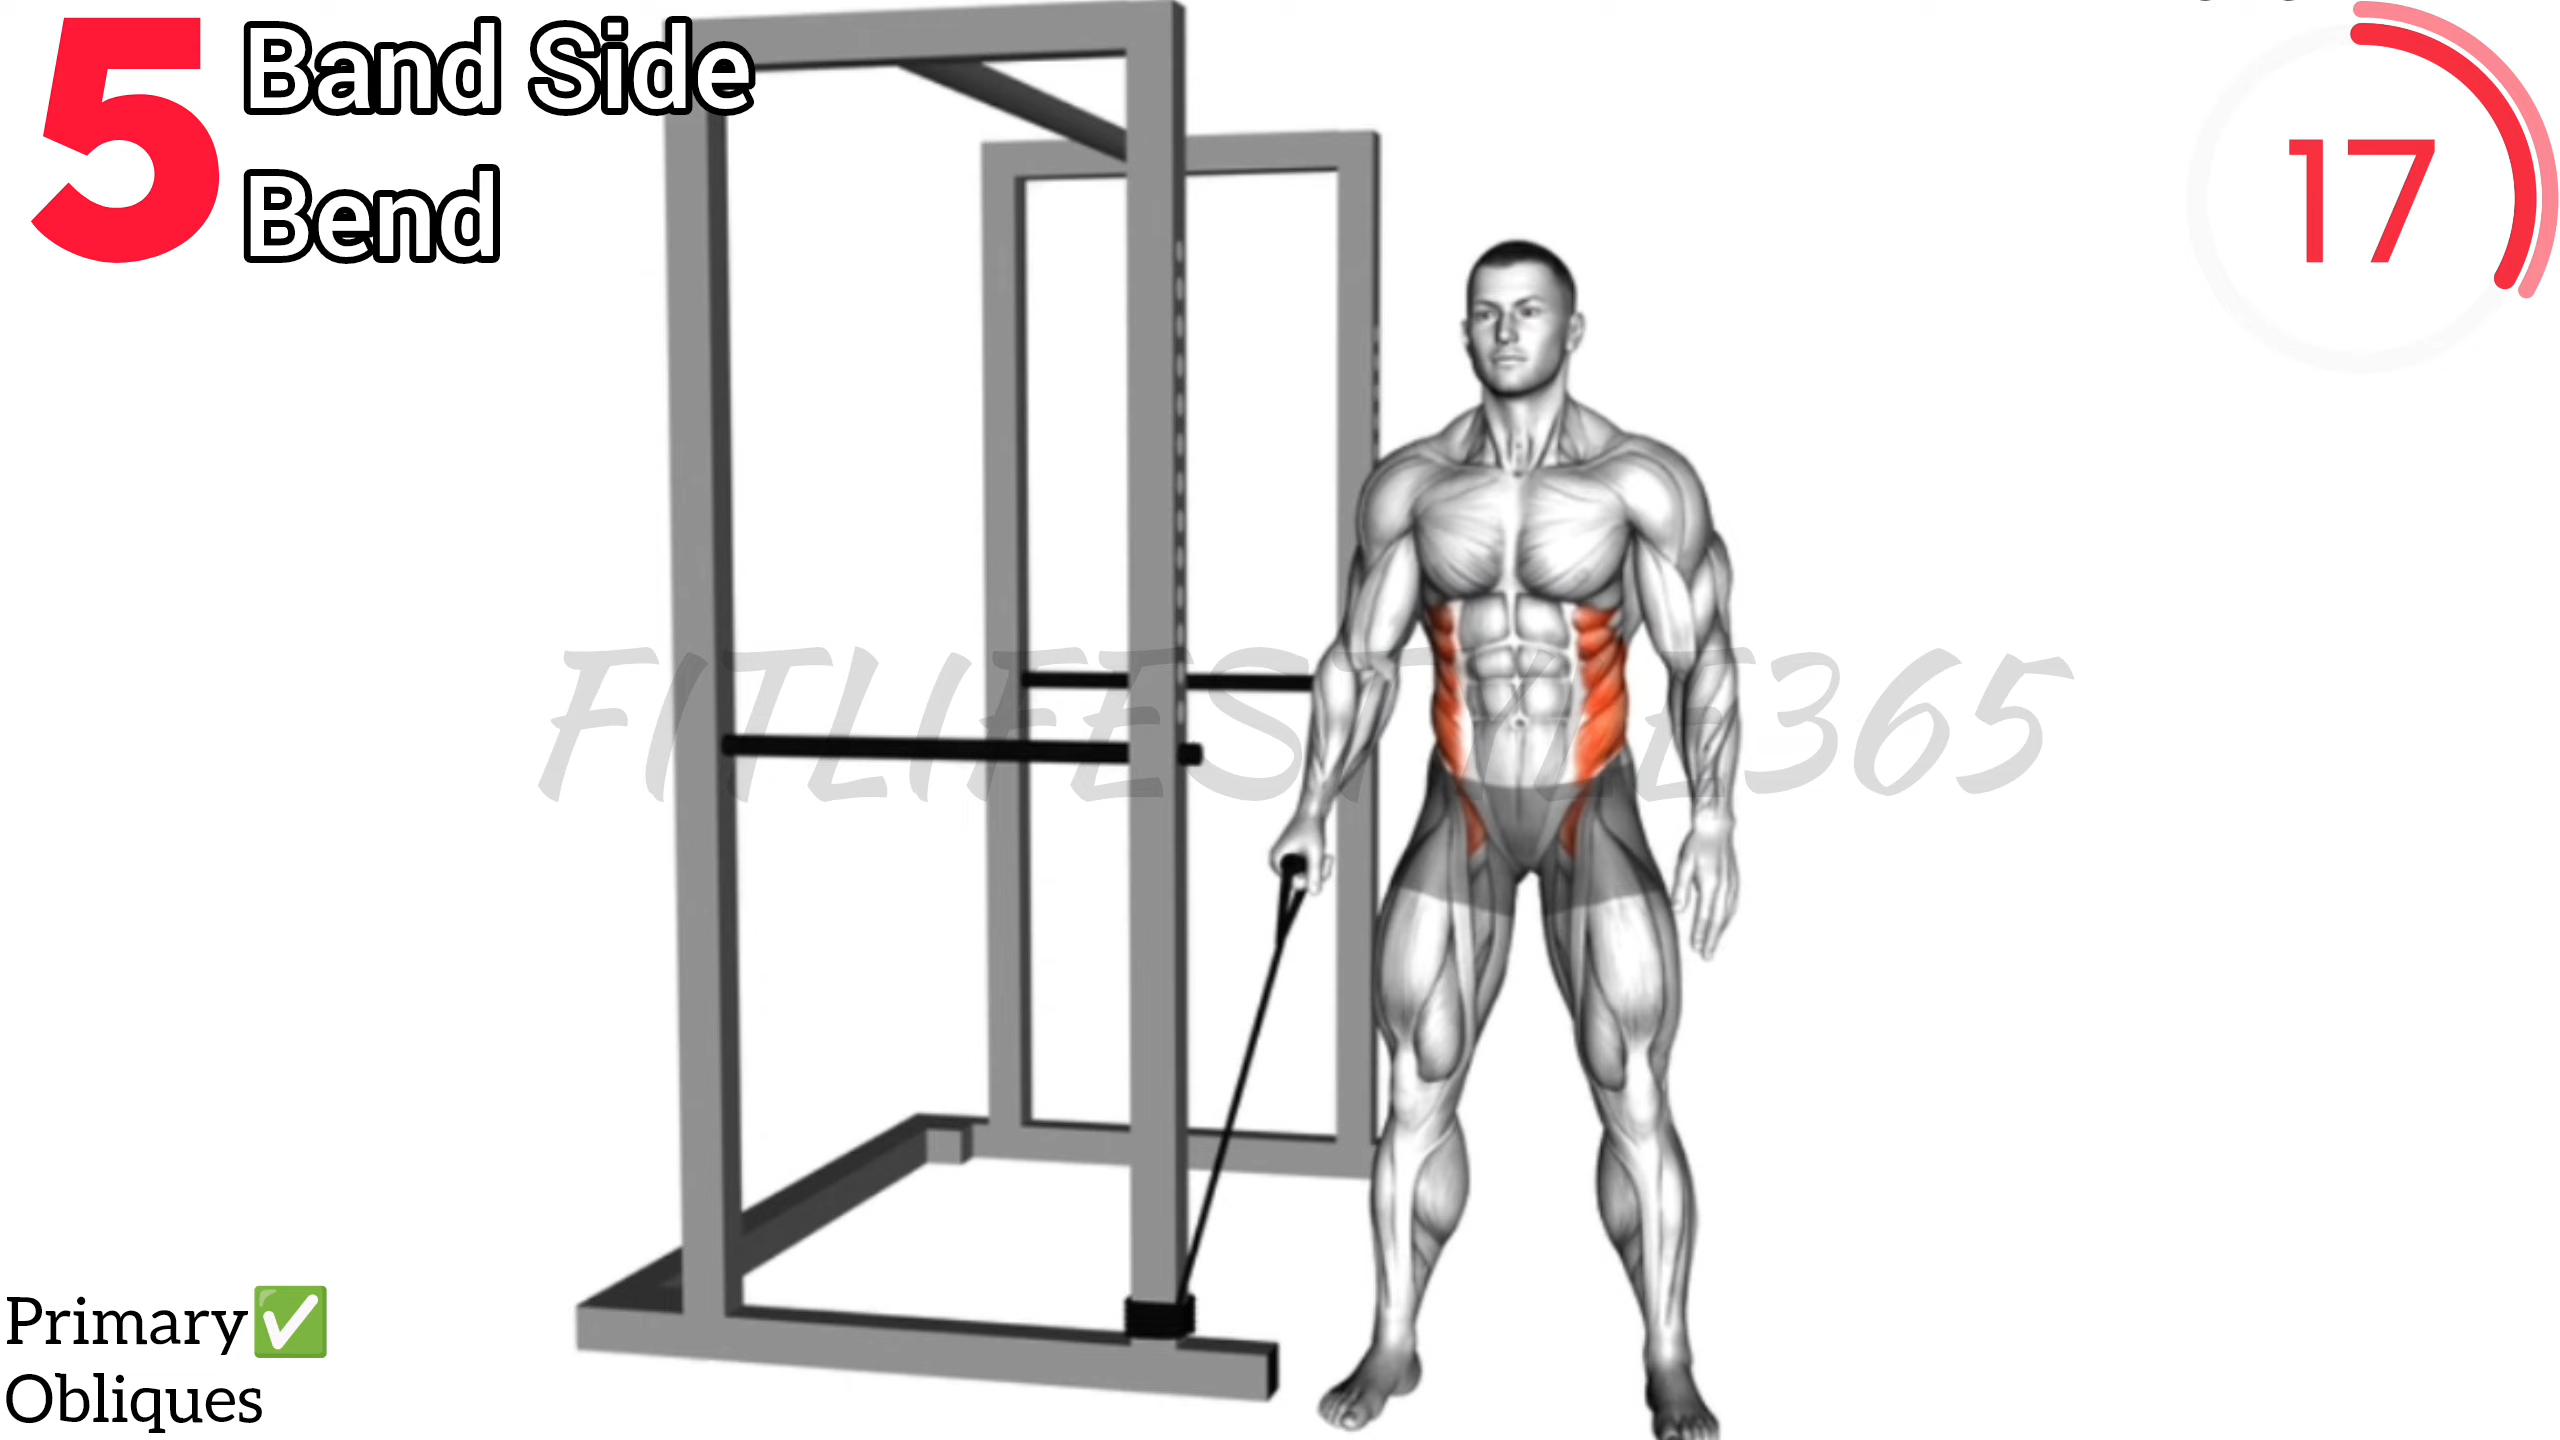 5
Band Side
Bend
17
FITLIFESTYLE365
Primary✅
Obliques